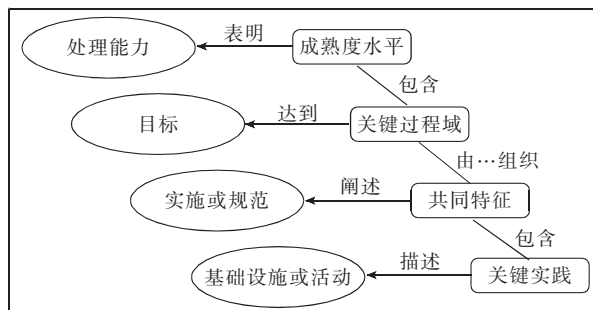 处理能力
表明
成熟度水平
包含
目标
达到
关键过程域
由…组织
实施或规范
阐述
共同特征
包含
基础设施或活动
描述
关键实践